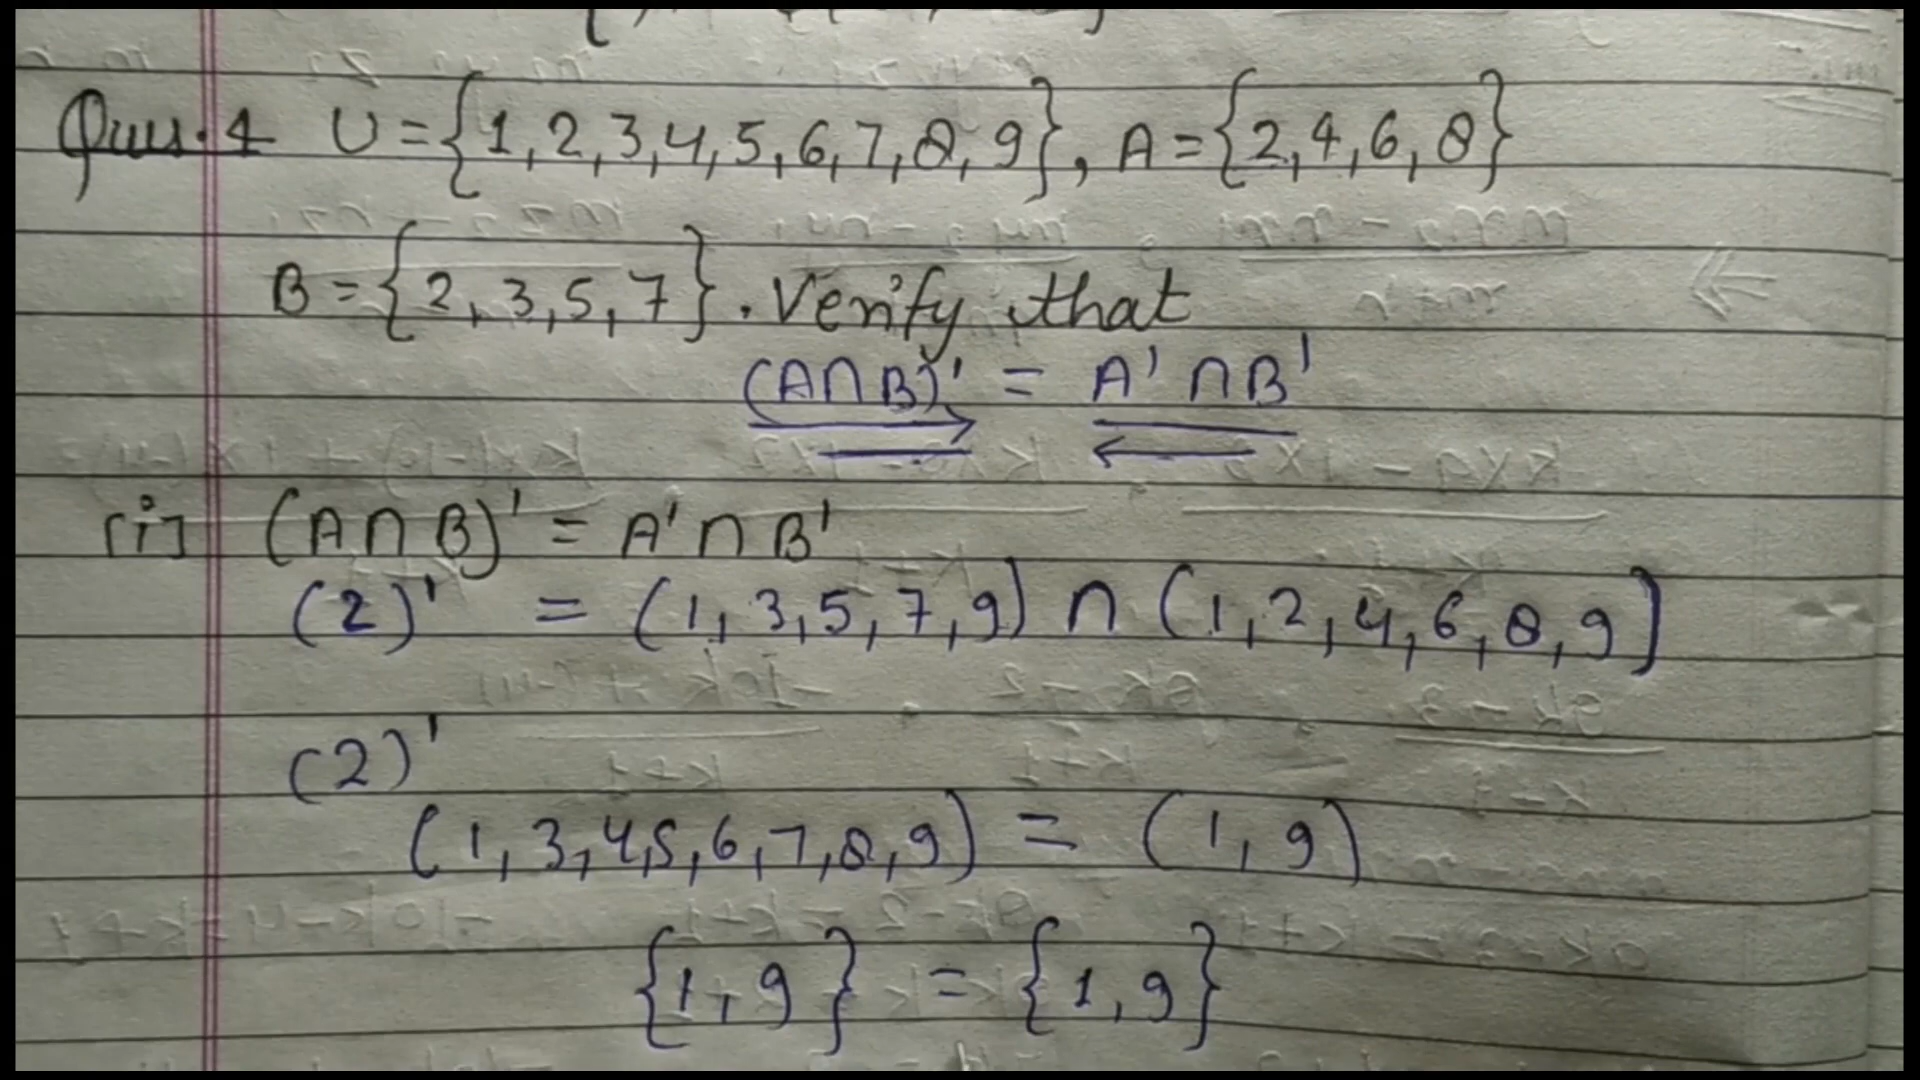 Ques.4 U={1,2,3,4,5,6,7,8,9}, A={2,4,6,8}
B={2,3,5,7}. Verify that
(A∩B)' = A'∩B'
[i] (A∩B)' = A'∩B'
(2)' = (1,3,5,7,9) ∩ (1,2,4,6,8,9]
(2)'
(1,3,4,5,6,7,8,9) = (1,9)
{1,9} = {1,9}